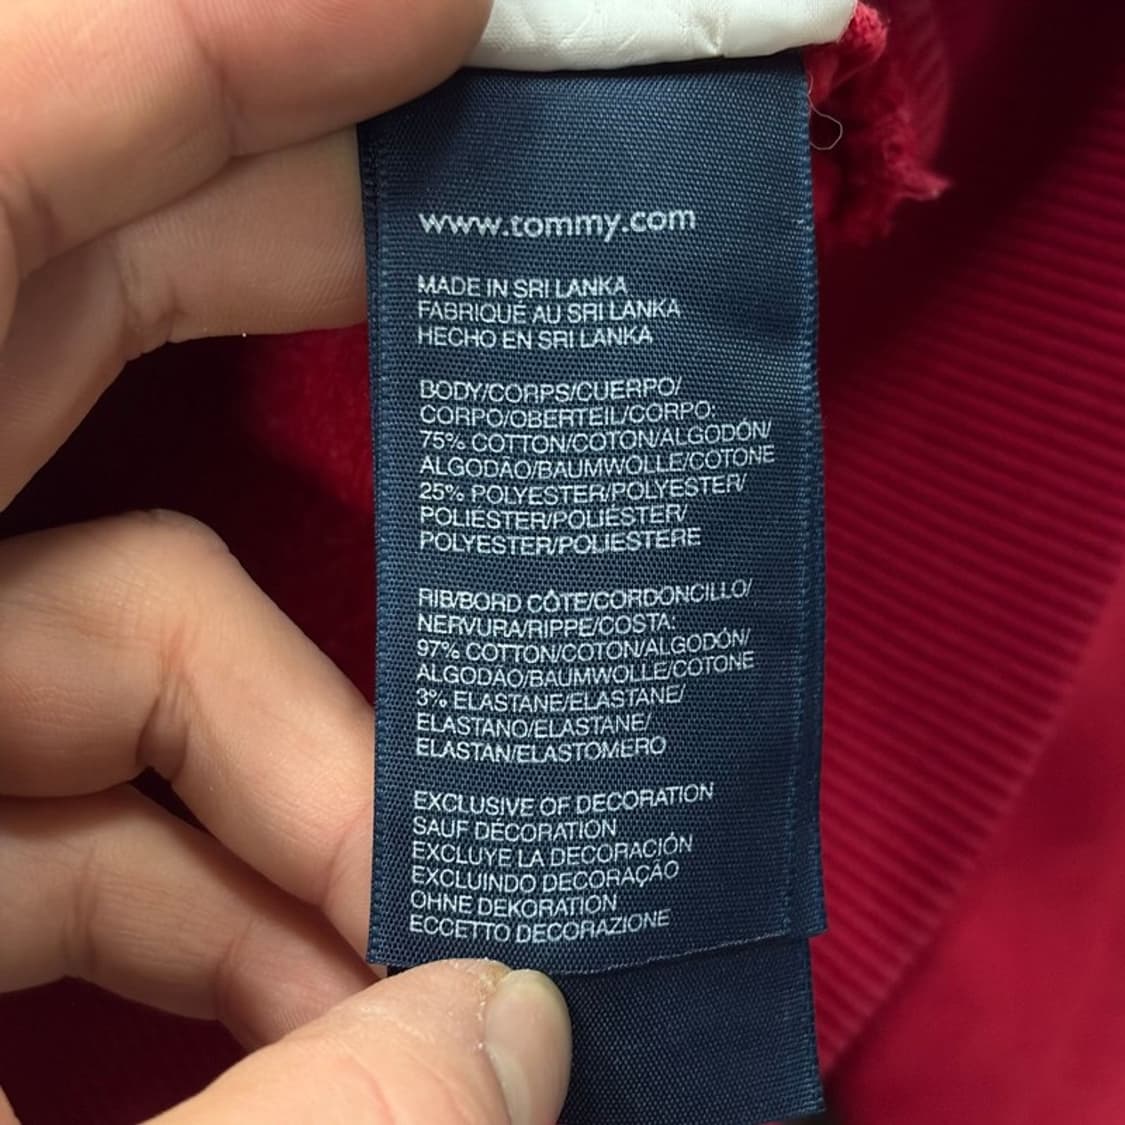 www.tommy.com
MADE IN SRI LANKA
FABRIQUÉ AU SRI LANKA
HECHO EN SRI LANKA
BODY/CORPS/CUERPO/
CORPO/OBERTEIL/CORPO:
75% COTTON/COTON/ALGODÓN/
ALGODAO/BAUMWOLLE/COTONE
25% POLYESTER/POLYESTER/
POLIESTER/POLIÉSTER/
POLYESTER/POLIESTERE
RIB/BORD CÔTE/CORDONCILLO/
NERVURA/RIPPE/COSTA:
97% COTTON/COTON/ALGODÓN/
ALGODAO/BAUMWOLLE/COTONE
3% ELASTANE/ELASTANE/
ELASTANO/ELASTANE/
ELASTAN/ELASTOMERO
EXCLUSIVE OF DECORATION
SAUF DÉCORATION
EXCLUYE LA DECORACIÓN
EXCLUINDO DECORAÇÃO
OHNE DEKORATION
ECCETTO DECORAZIONE